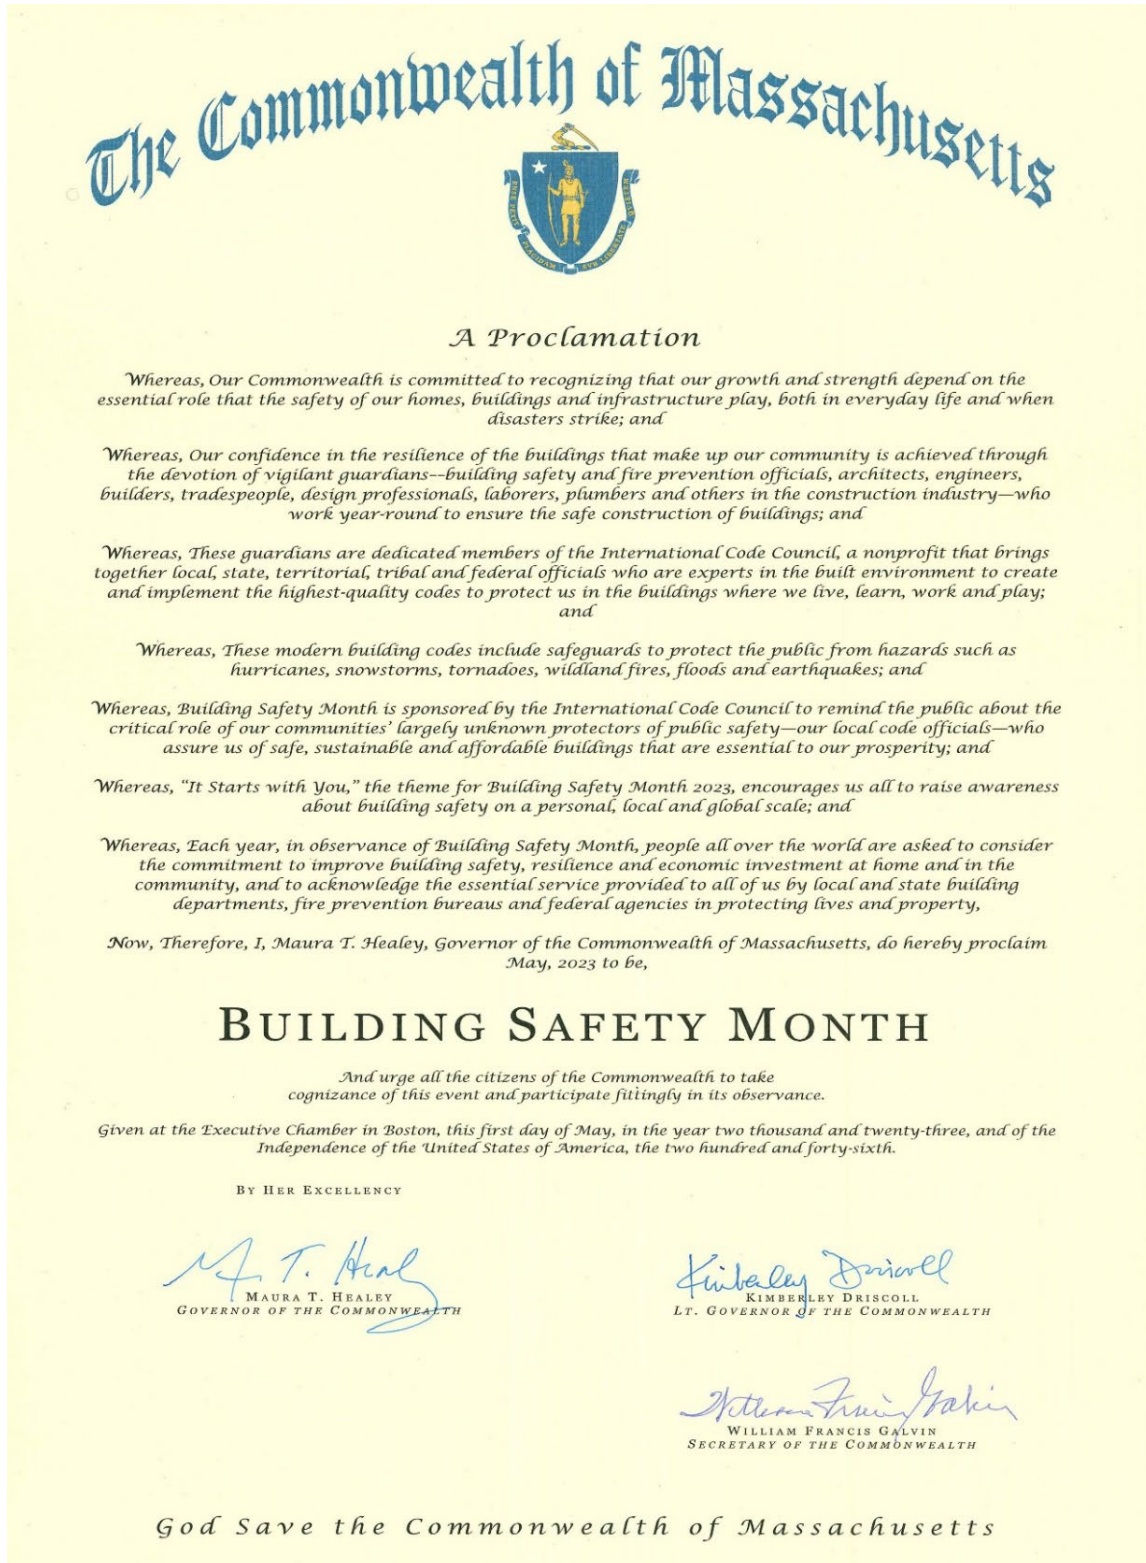 The Commonwealth of Massachusetts
A Proclamation
Whereas, Our Commonwealth is committed to recognizing that our growth and strength depend on the
essential role that the safety of our homes, buildings and infrastructure play, both in everyday life and when
disasters strike; and
Whereas, Our confidence in the resilience of the buildings that make up our community is achieved through
the devotion of vigilant guardians--building safety and fire prevention officials, architects, engineers,
builders, tradespeople, design professionals, laborers, plumbers and others in the construction industry—who
work year-round to ensure the safe construction of buildings; and
Whereas, These guardians are dedicated members of the International Code Council, a nonprofit that brings
together local, state, territorial, tribal and federal officials who are experts in the built environment to create
and implement the highest-quality codes to protect us in the buildings where we live, learn, work and play;
and
Whereas, These modern building codes include safeguards to protect the public from hazards such as
hurricanes, snowstorms, tornadoes, wildland fires, floods and earthquakes; and
Whereas, Building Safety Month is sponsored by the International Code Council to remind the public about the
critical role of our communities' largely unknown protectors of public safety—our local code officials—who
assure us of safe, sustainable and affordable buildings that are essential to our prosperity; and
Whereas, "It Starts with You," the theme for Building Safety Month 2023, encourages us all to raise awareness
about building safety on a personal, local and global scale; and
Whereas, Each year, in observance of Building Safety Month, people all over the world are asked to consider
the commitment to improve building safety, resilience and economic investment at home and in the
community, and to acknowledge the essential service provided to all of us by local and state building
departments, fire prevention bureaus and federal agencies in protecting lives and property,
Now, Therefore, I, Maura T. Healey, Governor of the Commonwealth of Massachusetts, do hereby proclaim
May, 2023 to be,
BUILDING SAFETY MONTH
And urge all the citizens of the Commonwealth to take
cognizance of this event and participate fittingly in its observance.
Given at the Executive Chamber in Boston, this first day of May, in the year two thousand and twenty-three, and of the
Independence of the United States of America, the two hundred and forty-sixth.
BY HER EXCELLENCY
M. T. Healey
MAURA T. HEALEY
GOVERNOR OF THE COMMONWEALTH
Kimberley Driscoll
KIMBERLEY DRISCOLL
LT. GOVERNOR OF THE COMMONWEALTH
William Francis Galvin
WILLIAM FRANCIS GALVIN
SECRETARY OF THE COMMONWEALTH
God Save the Commonwealth of Massachusetts